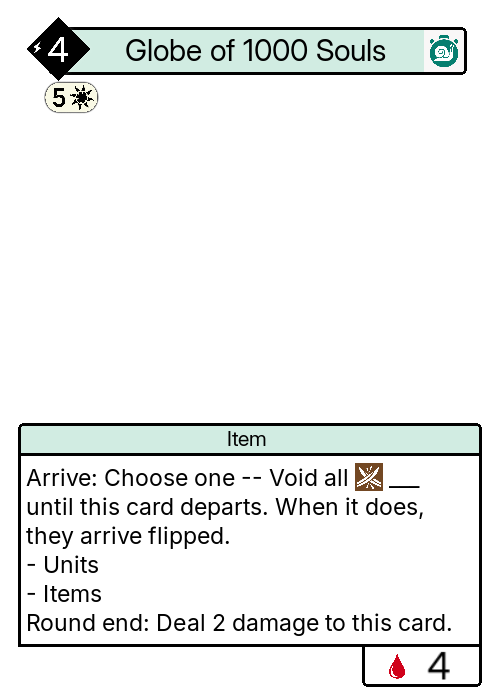 4
Globe of 1000 Souls
5
Item
Arrive: Choose one -- Void all ___
until this card departs. When it does,
they arrive flipped.
- Units
- Items
Round end: Deal 2 damage to this card.
4